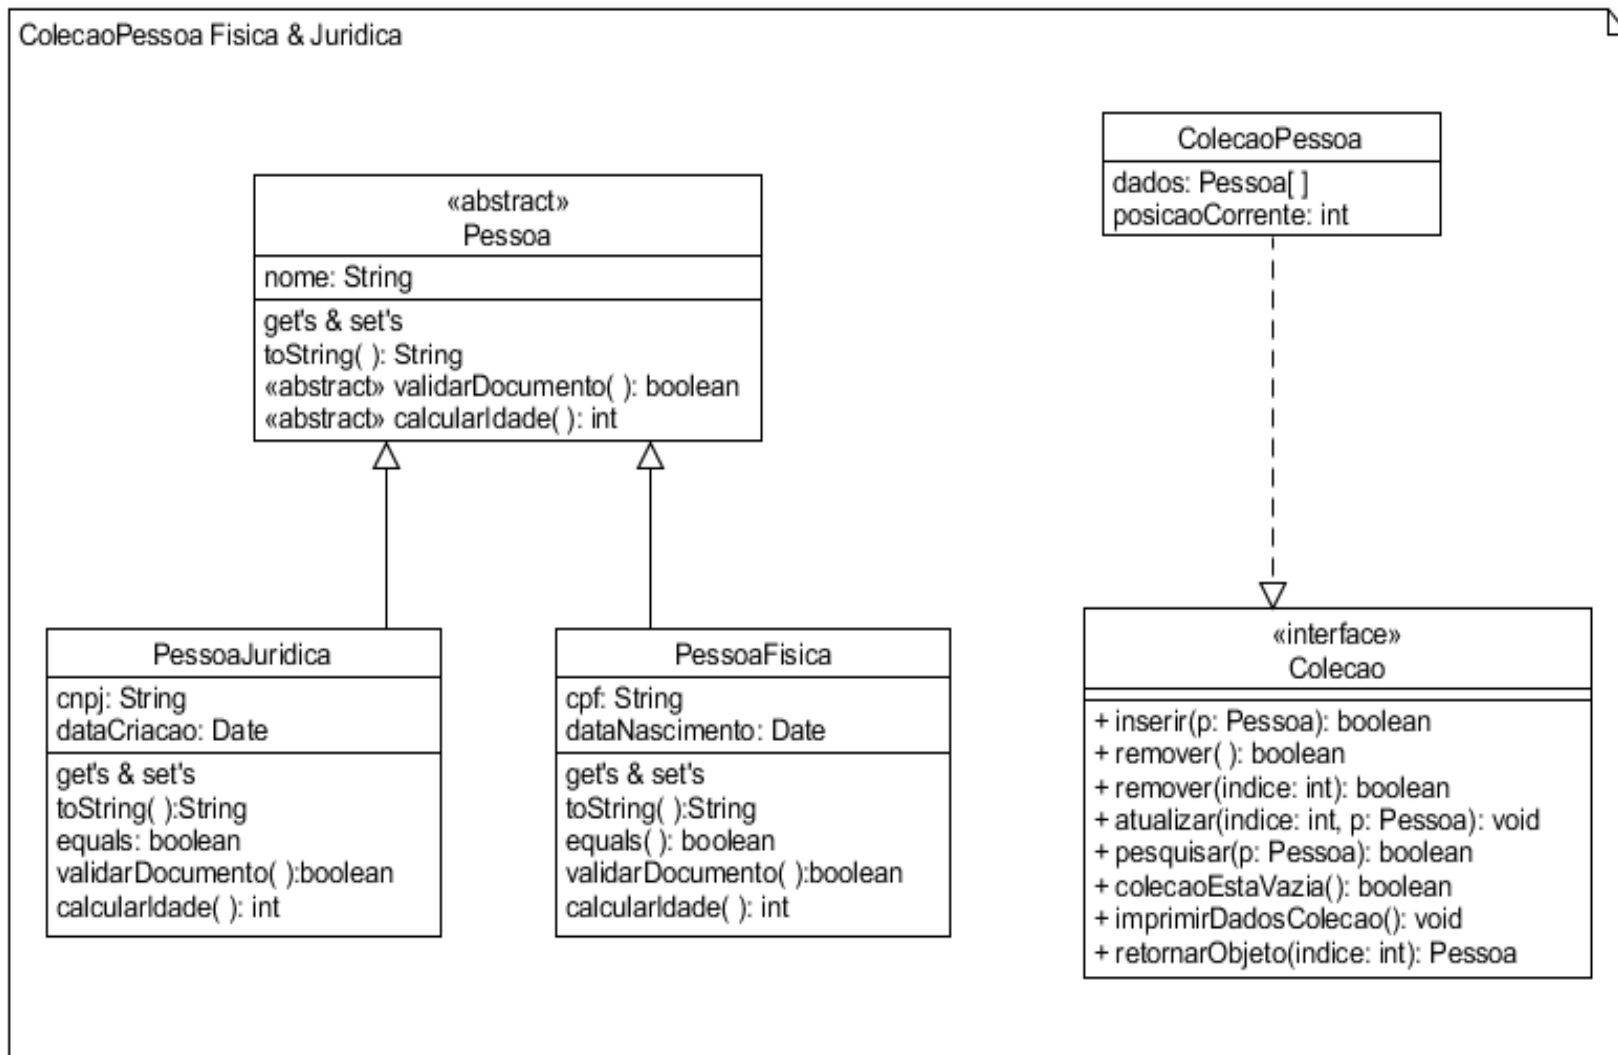 ColecaoPessoa Fisica & Juridica
«abstract»
Pessoa
nome: String
get's & set's
toString( ): String
«abstract» validarDocumento( ): boolean
«abstract» calcularIdade( ): int
PessoaJuridica
cnpj: String
dataCriacao: Date
get's & set's
toString( ):String
equals: boolean
validarDocumento( ):boolean
calcularIdade( ): int
PessoaFisica
cpf: String
dataNascimento: Date
get's & set's
toString( ):String
equals( ): boolean
validarDocumento( ):boolean
calcularIdade( ): int
ColecaoPessoa
dados: Pessoa[ ]
posicaoCorrente: int
«interface»
Colecao
+ inserir(p: Pessoa): boolean
+ remover( ): boolean
+ remover(indice: int): boolean
+ atualizar(indice: int, p: Pessoa): void
+ pesquisar(p: Pessoa): boolean
+ colecaoEstaVazia(): boolean
+ imprimirDadosColecao(): void
+ retornarObjeto(indice: int): Pessoa